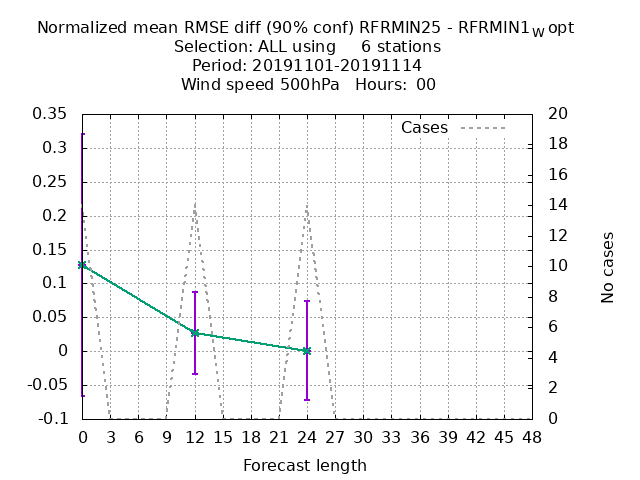 Normalized mean RMSE diff (90% conf) RFRMIN25 - RFRMIN1w opt
Selection: ALL using 6 stations
Period: 20191101-20191114
Wind speed 500hPa Hours: 00
Cases
0.35
0.3
0.25
0.2
0.15
0.1
0.05
0
-0.05
-0.1
20
18
16
14
12
10
8
6
4
2
0
No cases
0 3 6 9 12 15 18 21 24 27 30 33 36 39 42 45 48
Forecast length